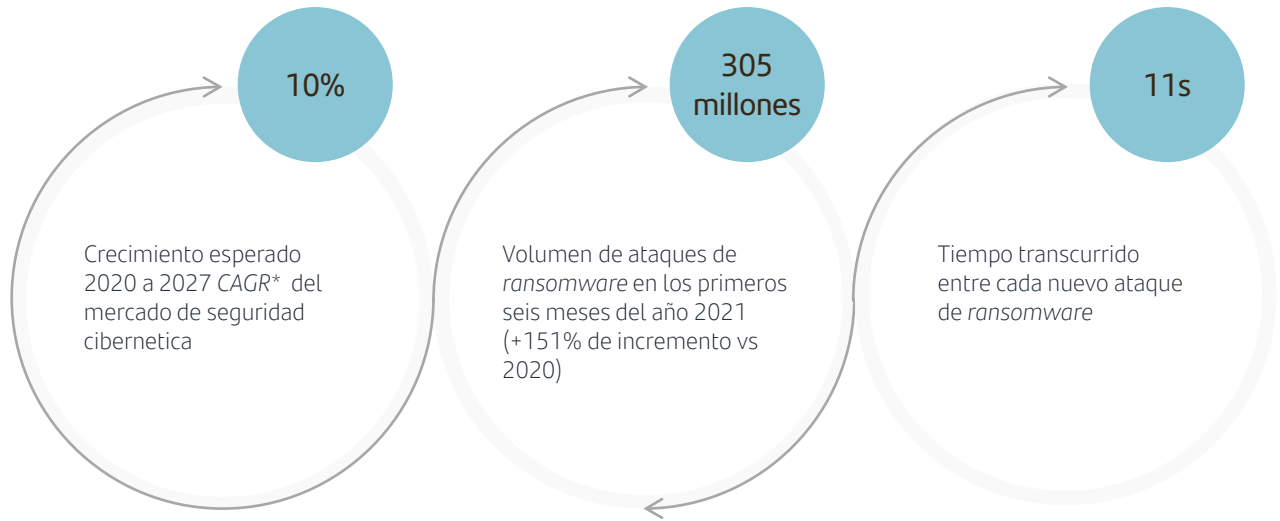 10%
Crecimiento esperado
2020 a 2027 CAGR* del
mercado de seguridad
cibernetica
305
millones
Volumen de ataques de
ransomware en los primeros
seis meses del año 2021
(+151% de incremento vs
2020)
11s
Tiempo transcurrido
entre cada nuevo ataque
de ransomware